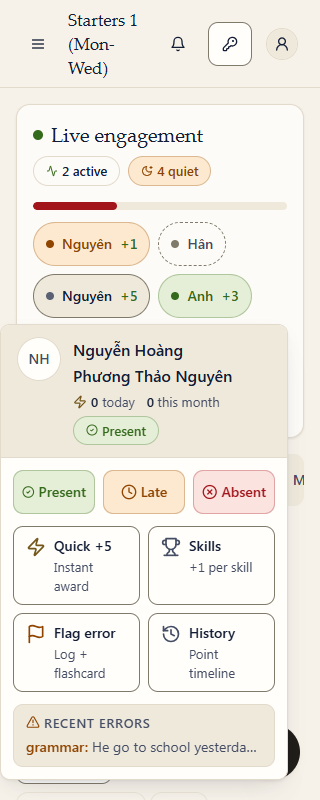 Starters 1
(Mon-
Wed)
Live engagement
2 active
4 quiet
Nguyên +1
Hân
Nguyên +5
Anh +3
NH
Nguyễn Hoàng
Phương Thảo Nguyên
0 today 0 this month
Present
Present
Late
Absent
M
Quick +5
Instant
award
Skills
+1 per skill
Flag error
Log +
flashcard
History
Point
timeline
RECENT ERRORS
grammar: He go to school yesterda...